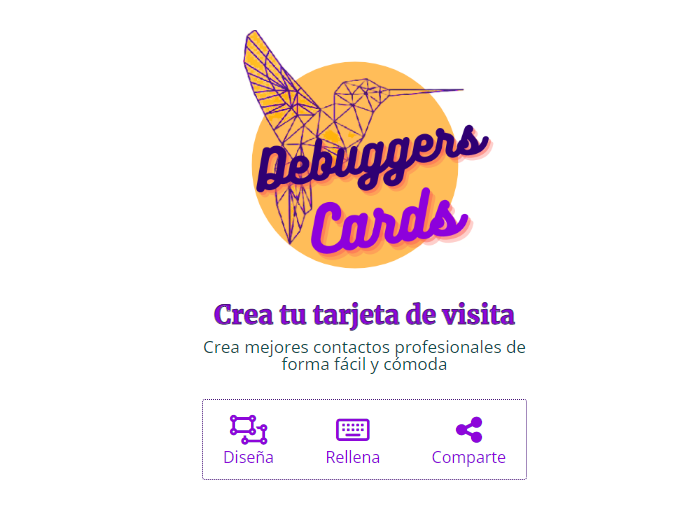 Debuggers
Cards
Crea tu tarjeta de visita
Crea mejores contactos profesionales de
forma fácil y cómoda
Diseña Rellena Comparte